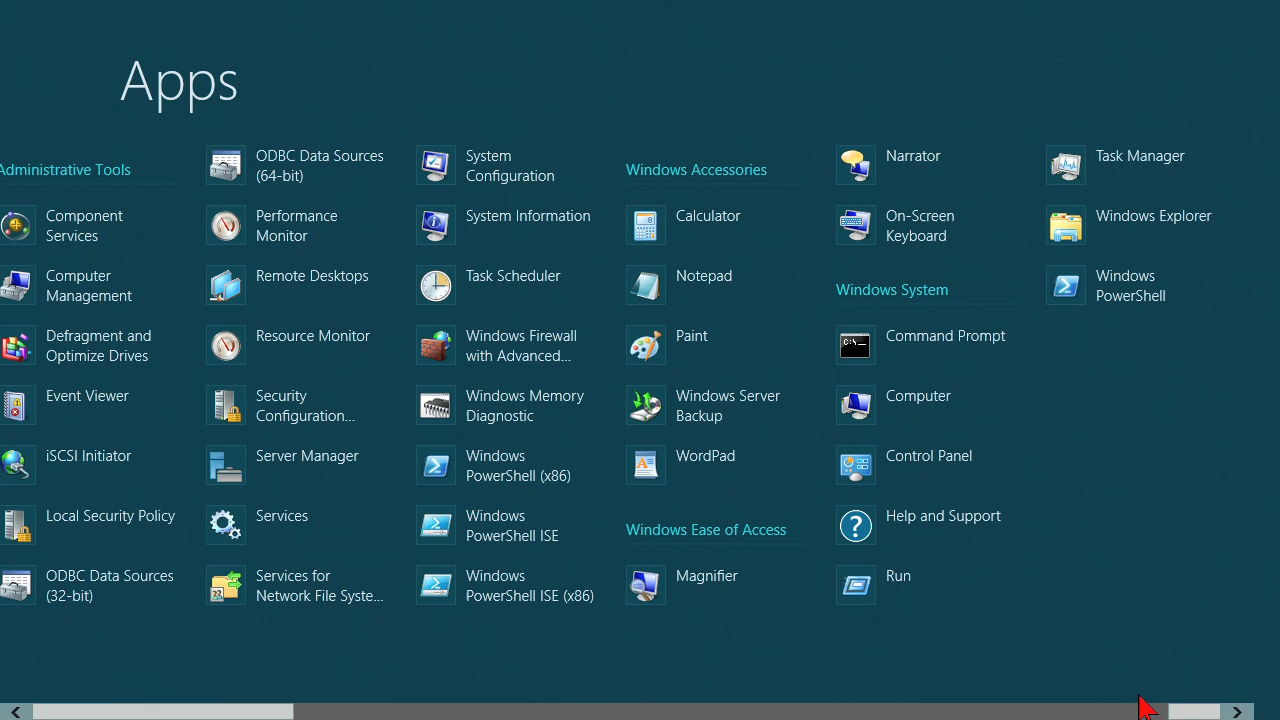 Apps
Administrative Tools
Component
Services
Computer
Management
Defragment and
Optimize Drives
Event Viewer
iSCSI Initiator
Local Security Policy
ODBC Data Sources
(32-bit)
ODBC Data Sources
(64-bit)
Performance
Monitor
Remote Desktops
Resource Monitor
Security
Configuration...
Server Manager
Services
Services for
Network File Syste...
System
Configuration
System Information
Task Scheduler
Windows Firewall
with Advanced...
Windows Memory
Diagnostic
Windows
PowerShell (x86)
Windows
PowerShell ISE
Windows
PowerShell ISE (x86)
Windows Accessories
Calculator
Notepad
Paint
Windows Server
Backup
WordPad
Windows Ease of Access
Magnifier
Narrator
On-Screen
Keyboard
Windows System
Command Prompt
Computer
Control Panel
Help and Support
Run
Task Manager
Windows Explorer
Windows
PowerShell